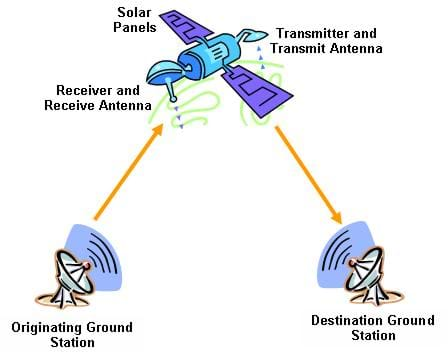 Solar
Panels
Transmitter and
Transmit Antenna
Receiver and
Receive Antenna
Originating Ground
Station
Destination Ground
Station